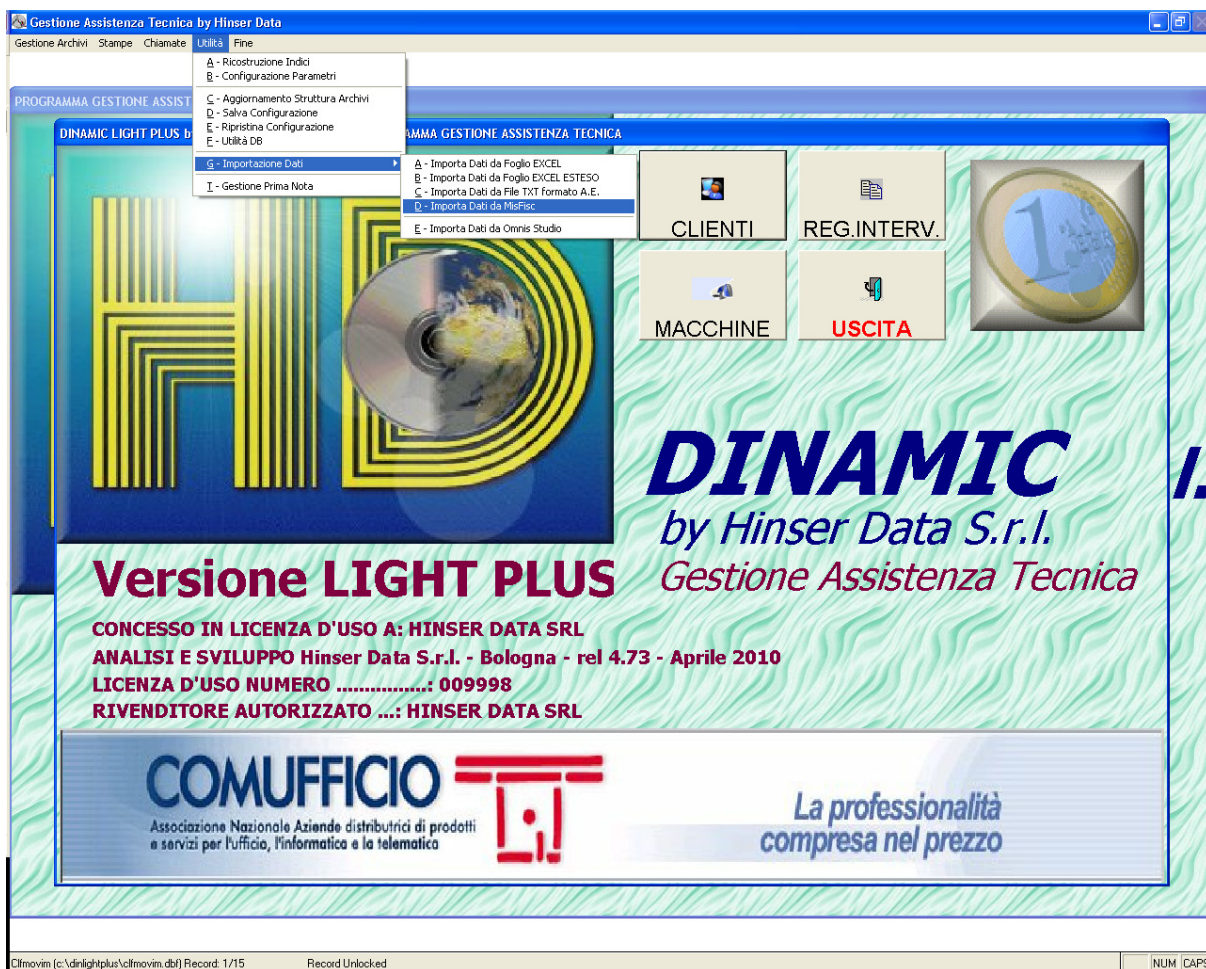 Gestione Assistenza Tecnica by Hinser Data
Gestione Archivi Stampe Chiamate Utilità Fine
A - Ricostruzione Indici
B - Configurazione Parametri
C - Aggiornamento Struttura Archivi
D - Salva Configurazione
E - Ripristina Configurazione
F - Utilità DB
G - Importazione Dati
I - Gestione Prima Nota
A - Importa Dati da Foglio EXCEL
B - Importa Dati da Foglio EXCEL ESTESO
C - Importa Dati da File TXT formato A.E.
D - Importa Dati da MisFisc
E - Importa Dati da Omnis Studio
PROGRAMMA GESTIONE ASSIST
DINAMIC LIGHT PLUS b
AMMA GESTIONE ASSISTENZA TECNICA
CLIENTI
REG.INTERV.
MACCHINE
USCITA
DINAMIC
by Hinser Data S.r.l.
Gestione Assistenza Tecnica
Versione LIGHT PLUS
CONCESSO IN LICENZA D'USO A: HINSER DATA SRL
ANALISI E SVILUPPO Hinser Data S.r.l. - Bologna - rel 4.73 - Aprile 2010
LICENZA D'USO NUMERO ................: 009998
RIVENDITORE AUTORIZZATO ...: HINSER DATA SRL
COMUFFICIO
Associazione Nazionale Aziende distributrici di prodotti
e servizi per l'ufficio, l'informatica e la telematica
La professionalità
compresa nel prezzo
Clfmovim (c:\dinlightplus\clfmovim.dbf) Record: 1/15 Record Unlocked NUM CAPS